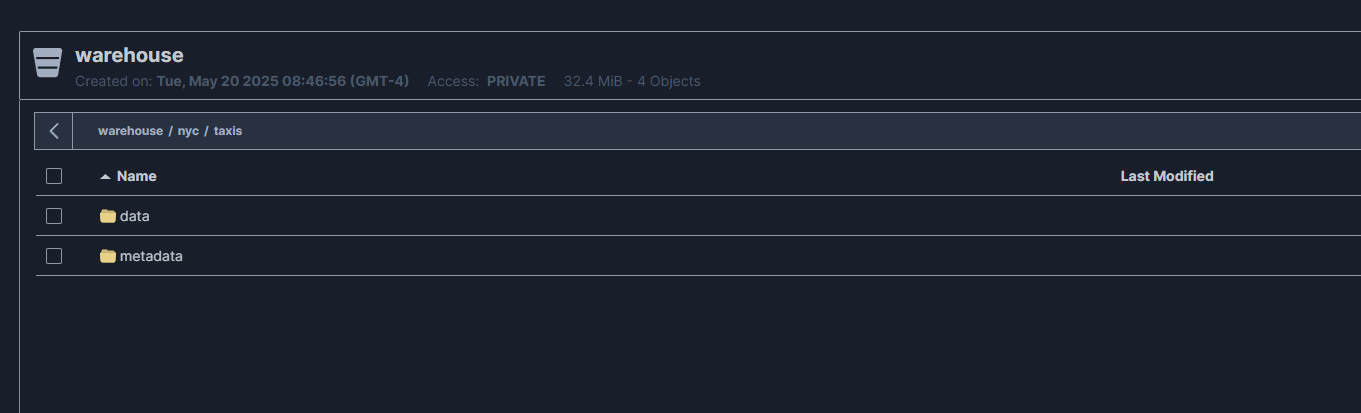 warehouse
Created on: Tue, May 20 2025 08:46:56 (GMT-4) Access: PRIVATE 32.4 MiB - 4 Objects
warehouse / nyc / taxis
Name Last Modified
data
metadata